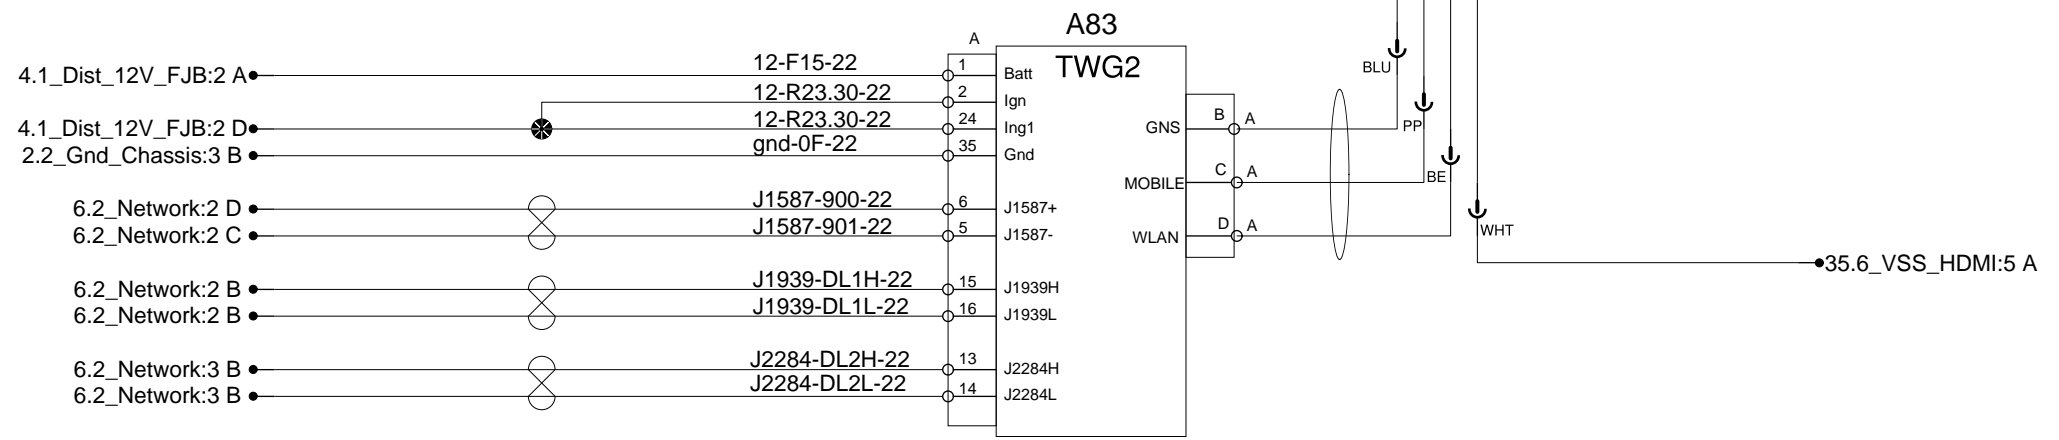 A83
TWG2
A
4.1_Dist_12V_FJB:2 A 12-F15-22 1 Batt
12-R23.30-22 2 Ign
4.1_Dist_12V_FJB:2 D 12-R23.30-22 24 Ing1
2.2_Gnd_Chassis:3 B gnd-0F-22 35 Gnd
6.2_Network:2 D J1587-900-22 6 J1587+
6.2_Network:2 C J1587-901-22 5 J1587-
6.2_Network:2 B J1939-DL1H-22 15 J1939H
6.2_Network:2 B J1939-DL1L-22 16 J1939L
6.2_Network:3 B J2284-DL2H-22 13 J2284H
6.2_Network:3 B J2284-DL2L-22 14 J2284L
GNS B A BLU
MOBILE C A PP
WLAN D A BE
WHT
35.6_VSS_HDMI:5 A